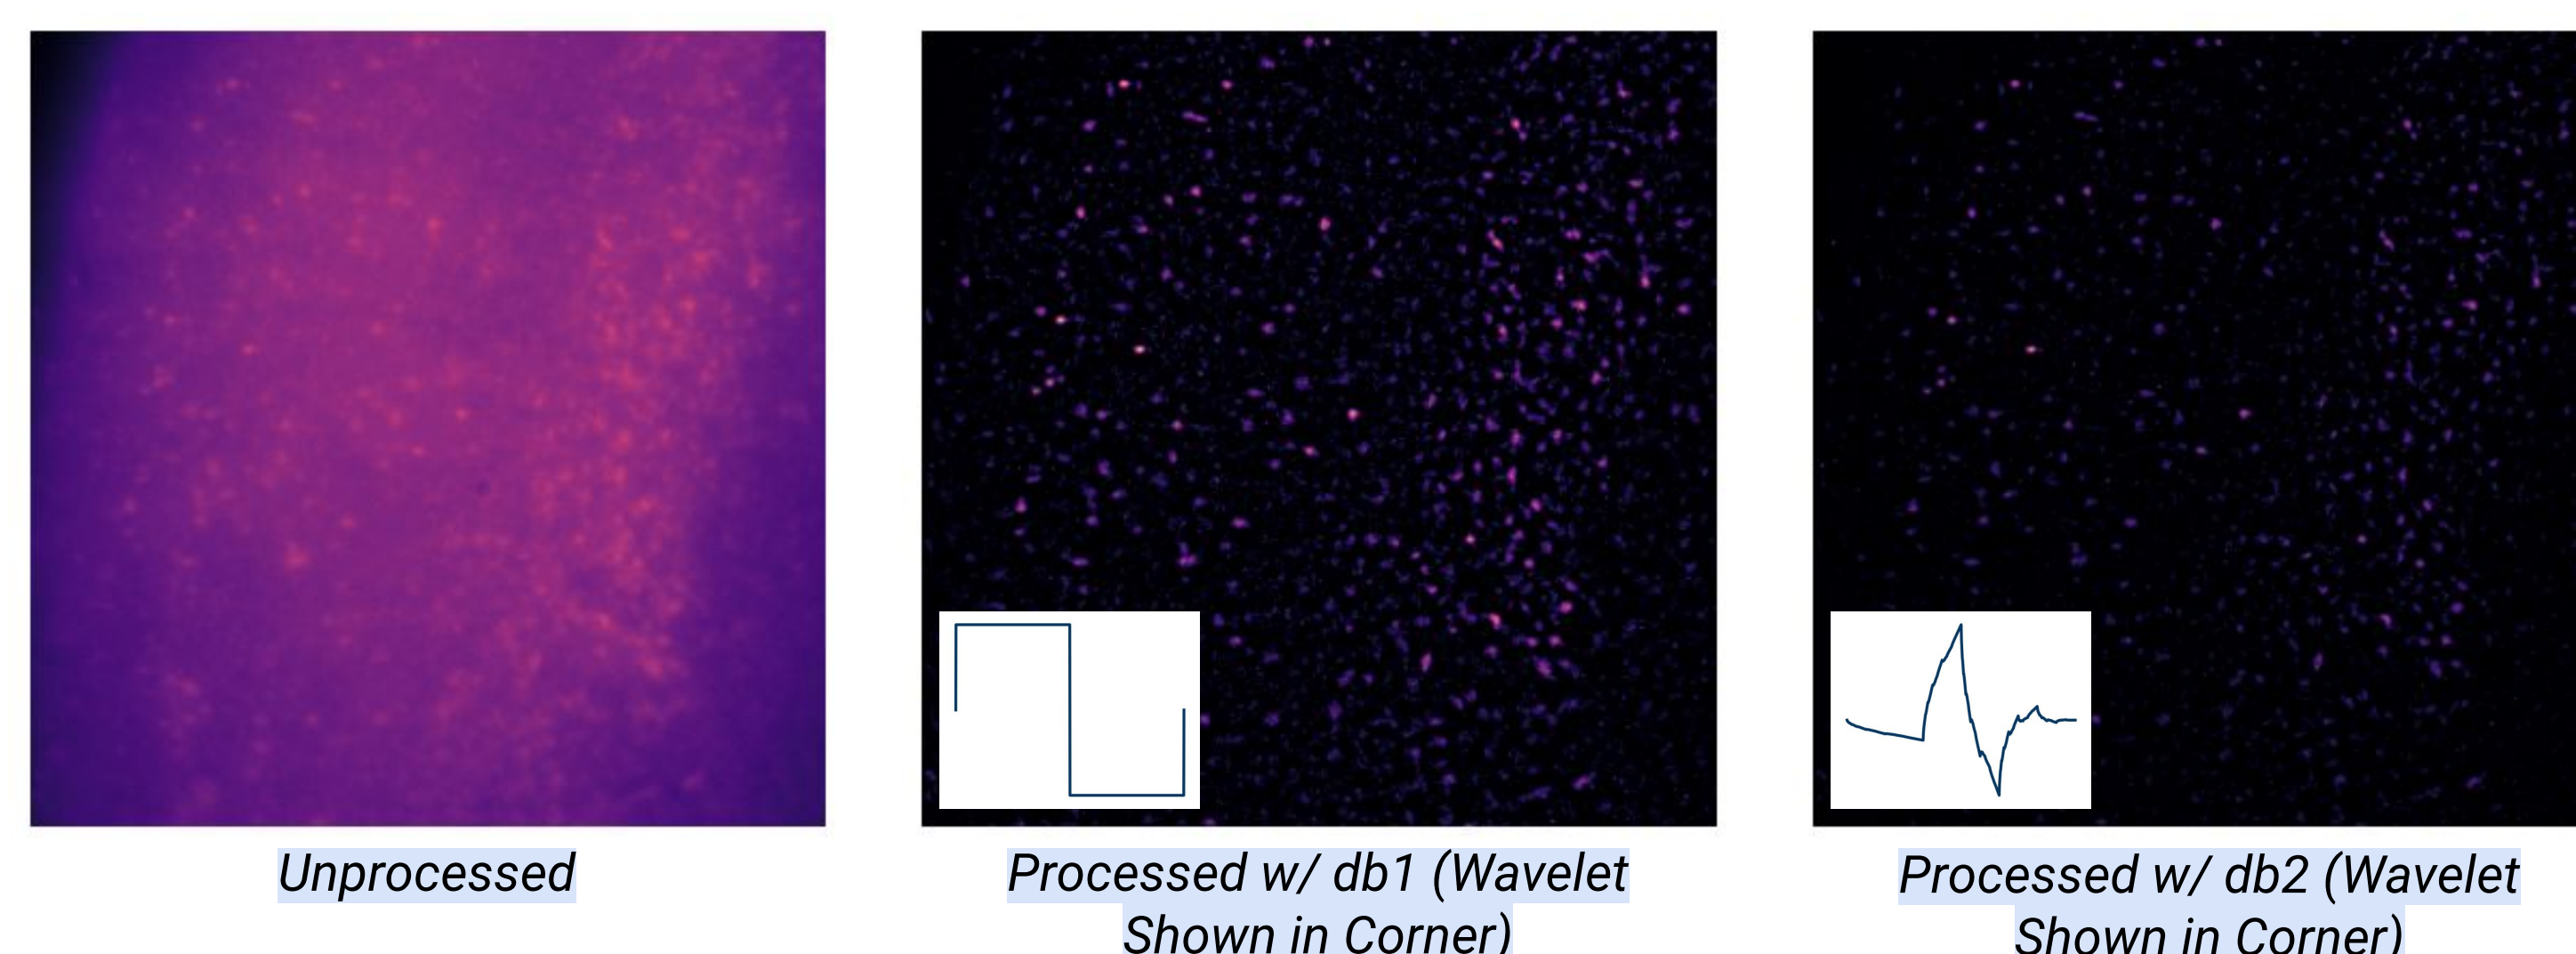 Unprocessed
Processed w/ db1 (Wavelet
Shown in Corner)
Processed w/ db2 (Wavelet
Shown in Corner)